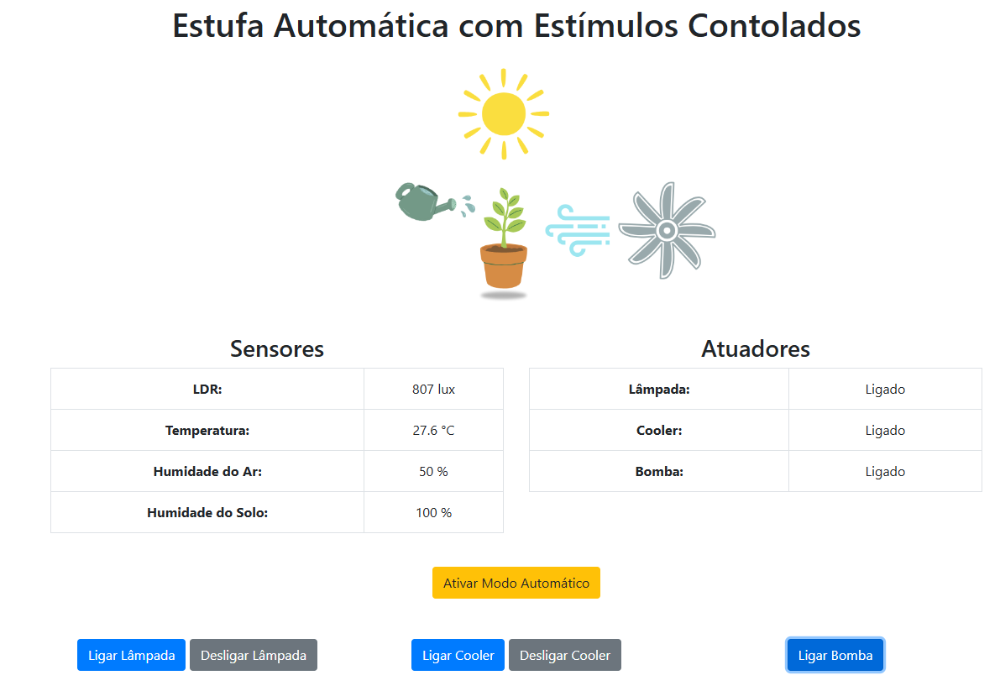 Estufa Automática com Estímulos Contolados
Sensores
LDR: 807 lux
Temperatura: 27.6 °C
Humidade do Ar: 50 %
Humidade do Solo: 100 %
Atuadores
Lâmpada: Ligado
Cooler: Ligado
Bomba: Ligado
Ativar Modo Automático
Ligar Lâmpada Desligar Lâmpada Ligar Cooler Desligar Cooler Ligar Bomba